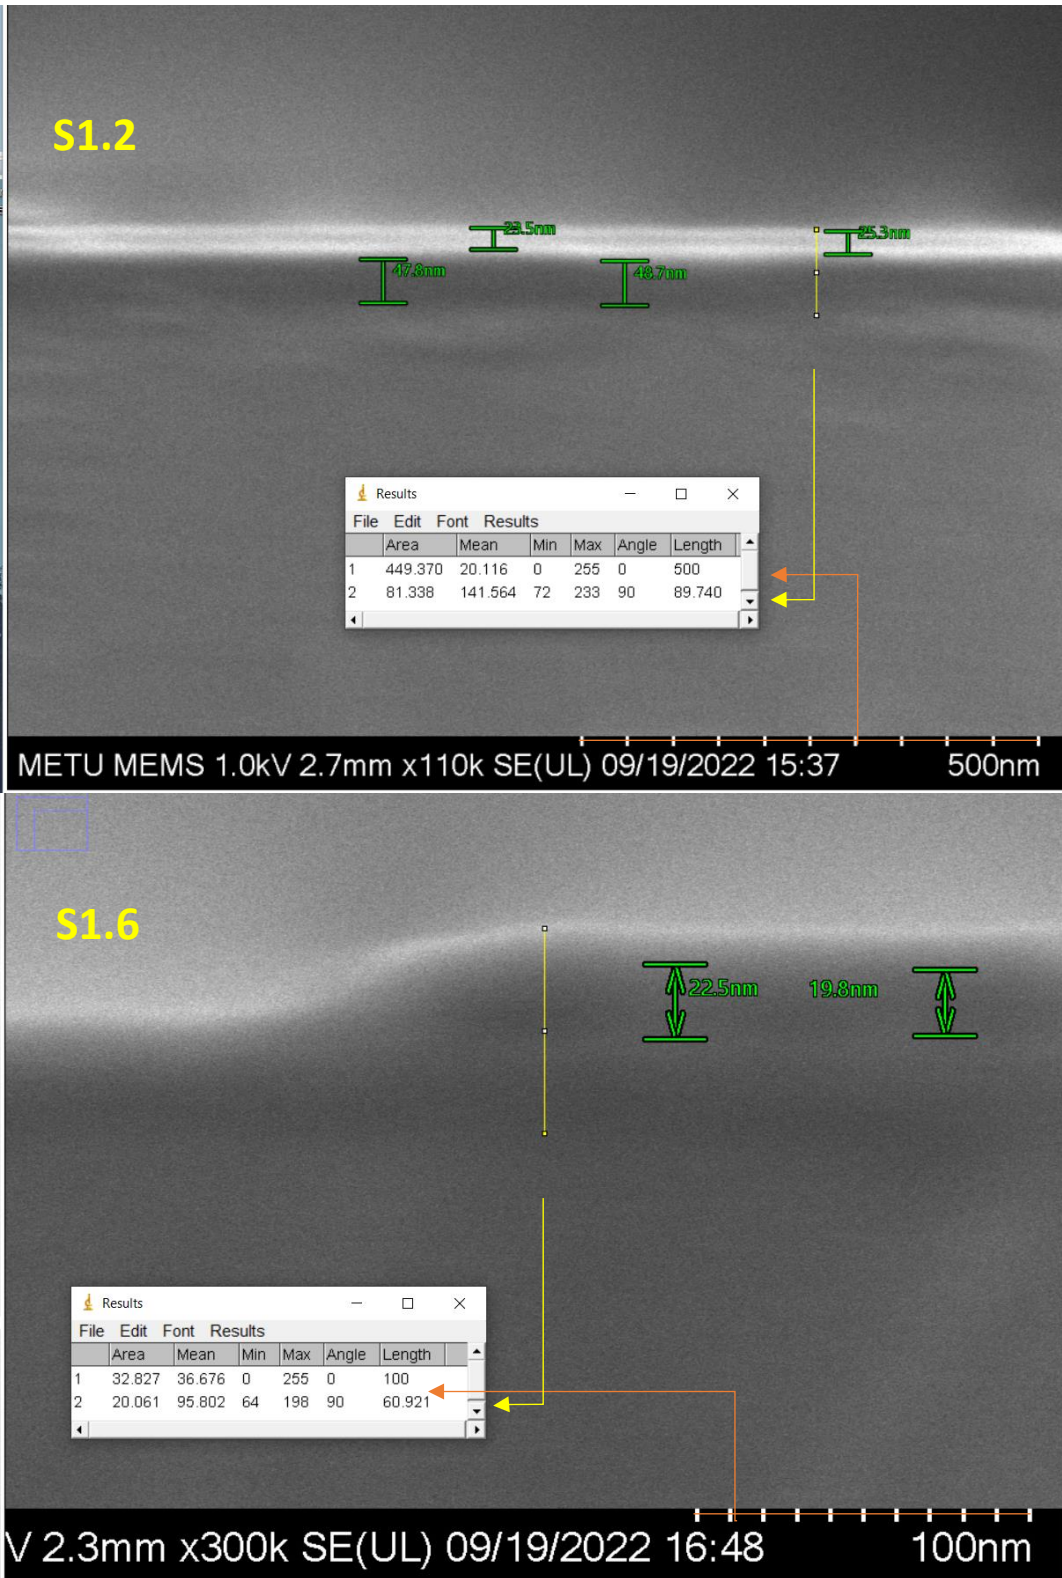 S1.2
23.5nm
25.3nm
47.8nm
48.7nm
Results
File Edit Font Results
Area Mean Min Max Angle Length
1 449.370 20.116 0 255 0 500
2 81.338 141.564 72 233 90 89.740
METU MEMS 1.0kV 2.7mm x110k SE(UL) 09/19/2022 15:37 500nm
S1.6
22.5nm 19.8nm
Results
File Edit Font Results
Area Mean Min Max Angle Length
1 32.827 36.676 0 255 0 100
2 20.061 95.802 64 198 90 60.921
V 2.3mm x300k SE(UL) 09/19/2022 16:48 100nm